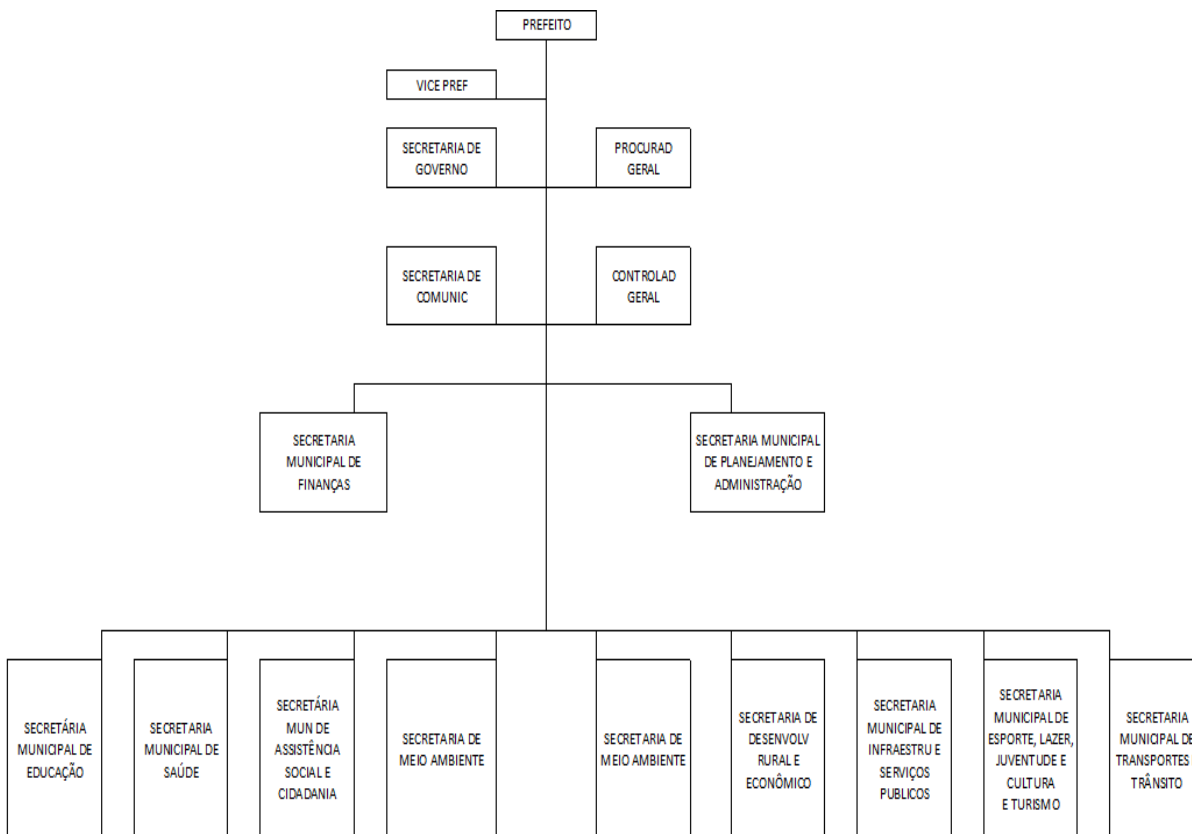 PREFEITO
VICE PREF
SECRETARIA DE
GOVERNO
PROCURAD
GERAL
SECRETARIA DE
COMUNIC
CONTROLAD
GERAL
SECRETARIA
MUNICIPAL DE
FINANÇAS
SECRETARIA MUNICIPAL
DE PLANEJAMENTO E
ADMINISTRAÇÃO
SECRETÁRIA
MUNICIPAL DE
EDUCAÇÃO
SECRETARIA
MUNICIPAL DE
SAÚDE
SECRETÁRIA
MUN DE
ASSISTÊNCIA
SOCIAL E
CIDADANIA
SECRETARIA DE
MEIO AMBIENTE
SECRETARIA DE
MEIO AMBIENTE
SECRETARIA DE
DESENVOLV
RURAL E
ECONÔMICO
SECRETARIA
MUNICIPAL DE
INFRAESTRU E
SERVIÇOS
PUBLICOS
SECRETARIA
MUNICIPAL DE
ESPORTE, LAZER,
JUVENTUDE E
CULTURA
E TURISMO
SECRETARIA
MUNICIPAL DE
TRANSPORTES
TRÂNSITO